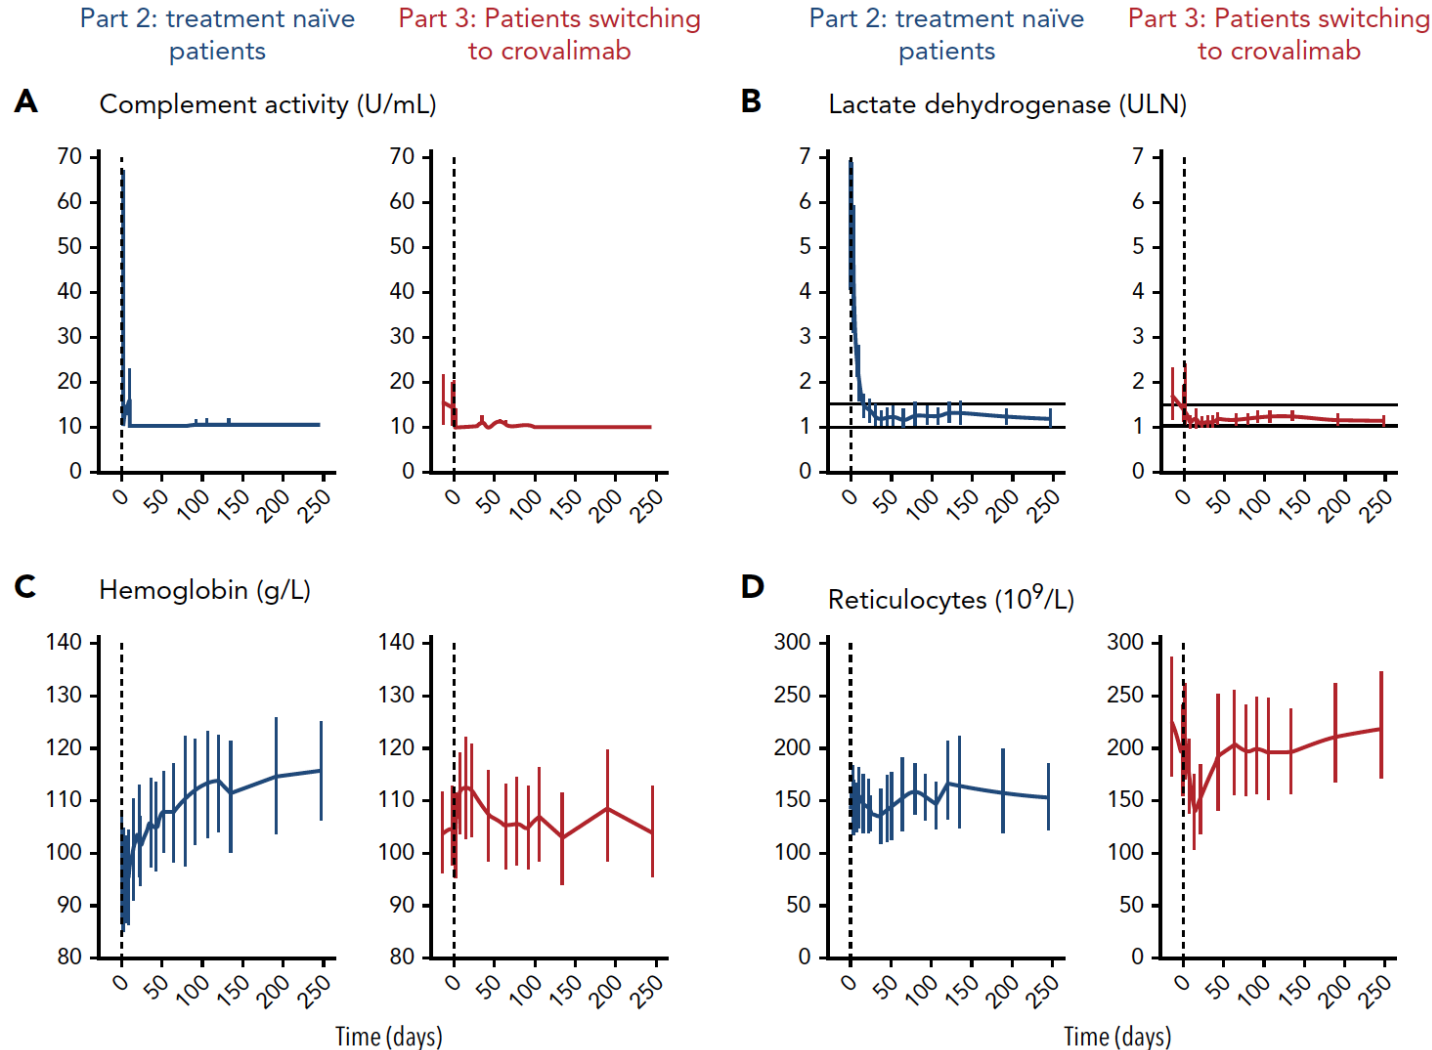 Part 2: treatment naïve
patients
Part 3: Patients switching
to crovalimab
Part 2: treatment naïve
patients
Part 3: Patients switching
to crovalimab
A Complement activity (U/mL)
70
60
50
40
30
20
10
0
0 50 100 150 200 250
70
60
50
40
30
20
10
0
0 50 100 150 200 250
B Lactate dehydrogenase (ULN)
7
6
5
4
3
2
1
0
0 50 100 150 200 250
7
6
5
4
3
2
1
0
0 50 100 150 200 250
C Hemoglobin (g/L)
140
130
120
110
100
90
80
0 50 100 150 200 250
140
130
120
110
100
90
80
0 50 100 150 200 250
Time (days)
D Reticulocytes (10⁹/L)
300
250
200
150
100
50
0
0 50 100 150 200 250
300
250
200
150
100
50
0
0 50 100 150 200 250
Time (days)